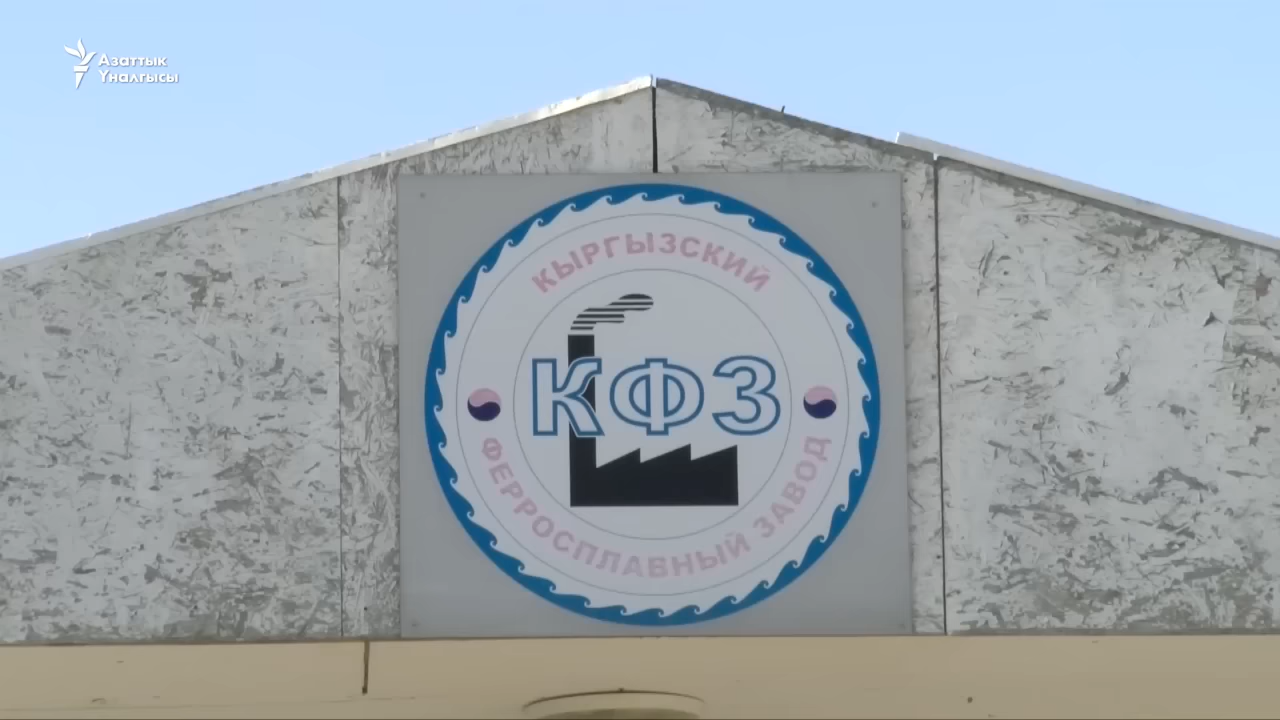 Азаттык
Үналгысы
КЫРГЫЗСКИЙ
КФЗ
ФЕРРОСПЛАВНЫЙ ЗАВОД